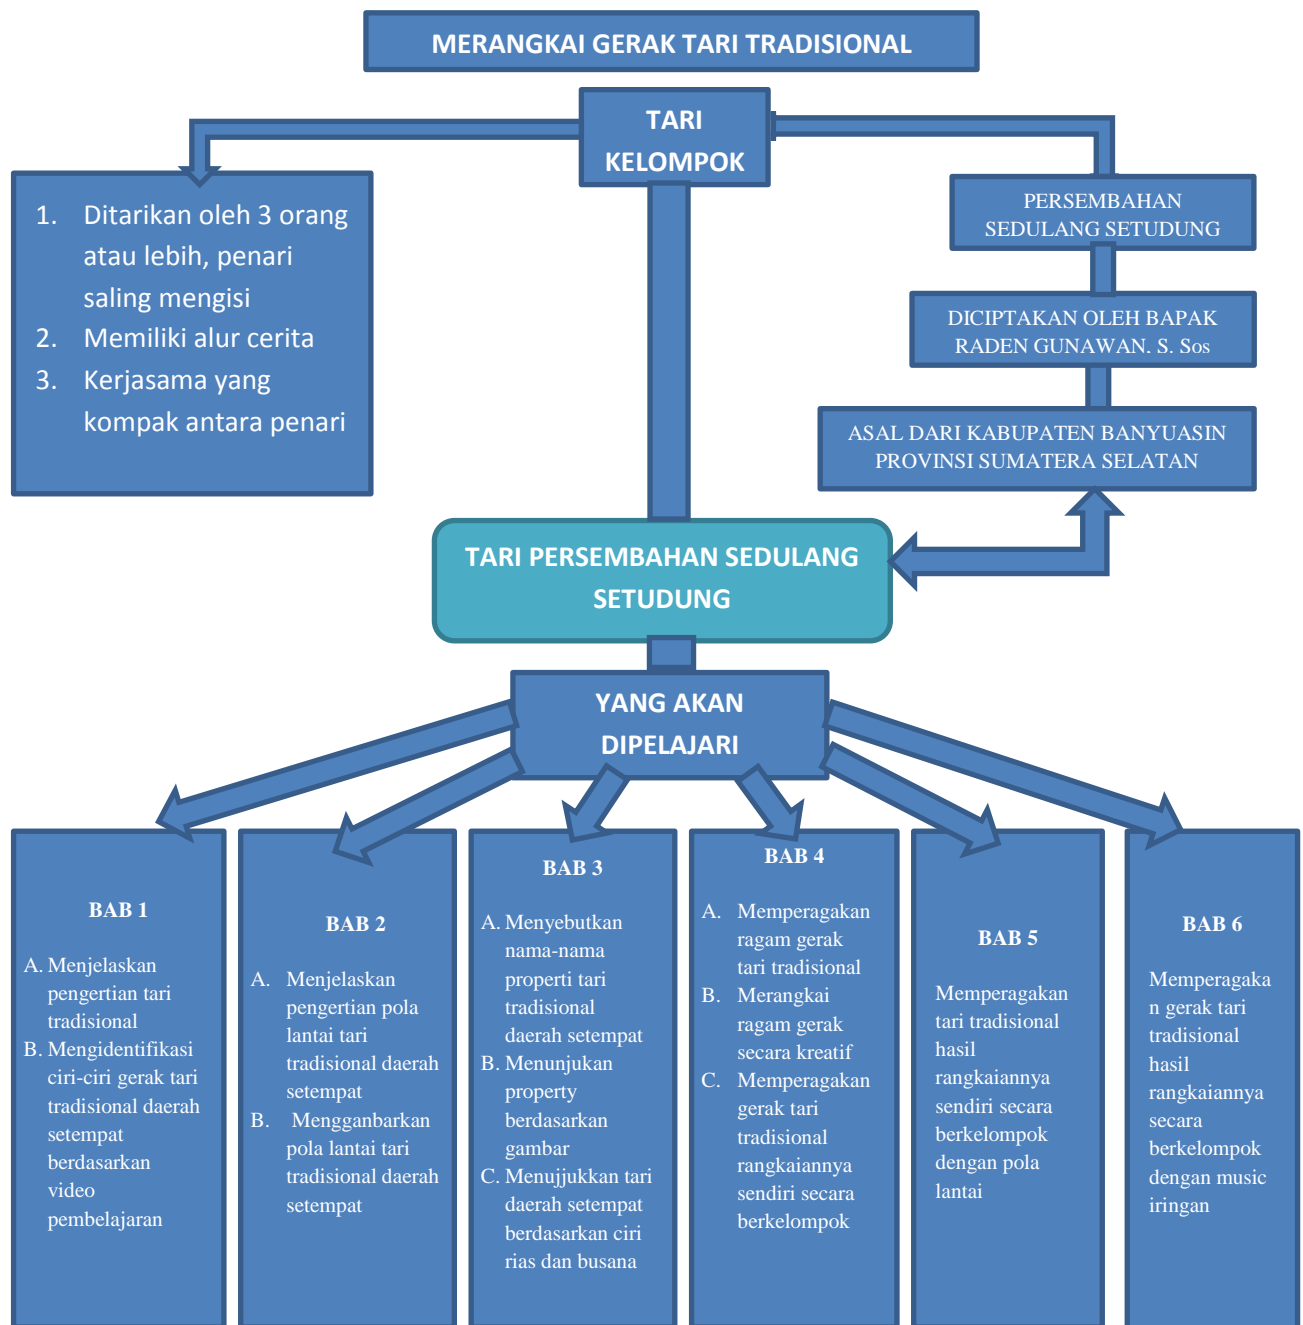 MERANGKAI GERAK TARI TRADISIONAL
TARI
KELOMPOK
1. Ditarikan oleh 3 orang
atau lebih, penari
saling mengisi
2. Memiliki alur cerita
3. Kerjasama yang
kompak antara penari
PERSEMBAHAN
SEDULANG SETUDUNG
DICIPTAKAN OLEH BAPAK
RADEN GUNAWAN. S. Sos
ASAL DARI KABUPATEN BANYUASIN
PROVINSI SUMATERA SELATAN
TARI PERSEMBAHAN SEDULANG
SETUDUNG
YANG AKAN
DIPELAJARI
BAB 1
A. Menjelaskan
pengertian tari
tradisional
B. Mengidentifikasi
ciri-ciri gerak tari
tradisional daerah
setempat
berdasarkan
video
pembelajaran
BAB 2
A. Menjelaskan
pengertian pola
lantai tari
tradisional daerah
setempat
B. Mengganbarkan
pola lantai tari
tradisional daerah
setempat
BAB 3
A. Menyebutkan
nama-nama
properti tari
tradisional
daerah setempat
B. Menunjukan
property
berdasarkan
gambar
C. Menujjukkan tari
daerah setempat
berdasarkan ciri
rias dan busana
BAB 4
A. Memperagakan
ragam gerak
tari tradisional
B. Merangkai
ragam gerak
secara kreatif
C. Memperagakan
gerak tari
tradisional
rangkaiannya
sendiri secara
berkelompok
BAB 5
Memperagakan
tari tradisional
hasil
rangkaiannya
sendiri secara
berkelompok
dengan pola
lantai
BAB 6
Memperagaka
n gerak tari
tradisional
hasil
rangkaiannya
secara
berkelompok
dengan music
iringan